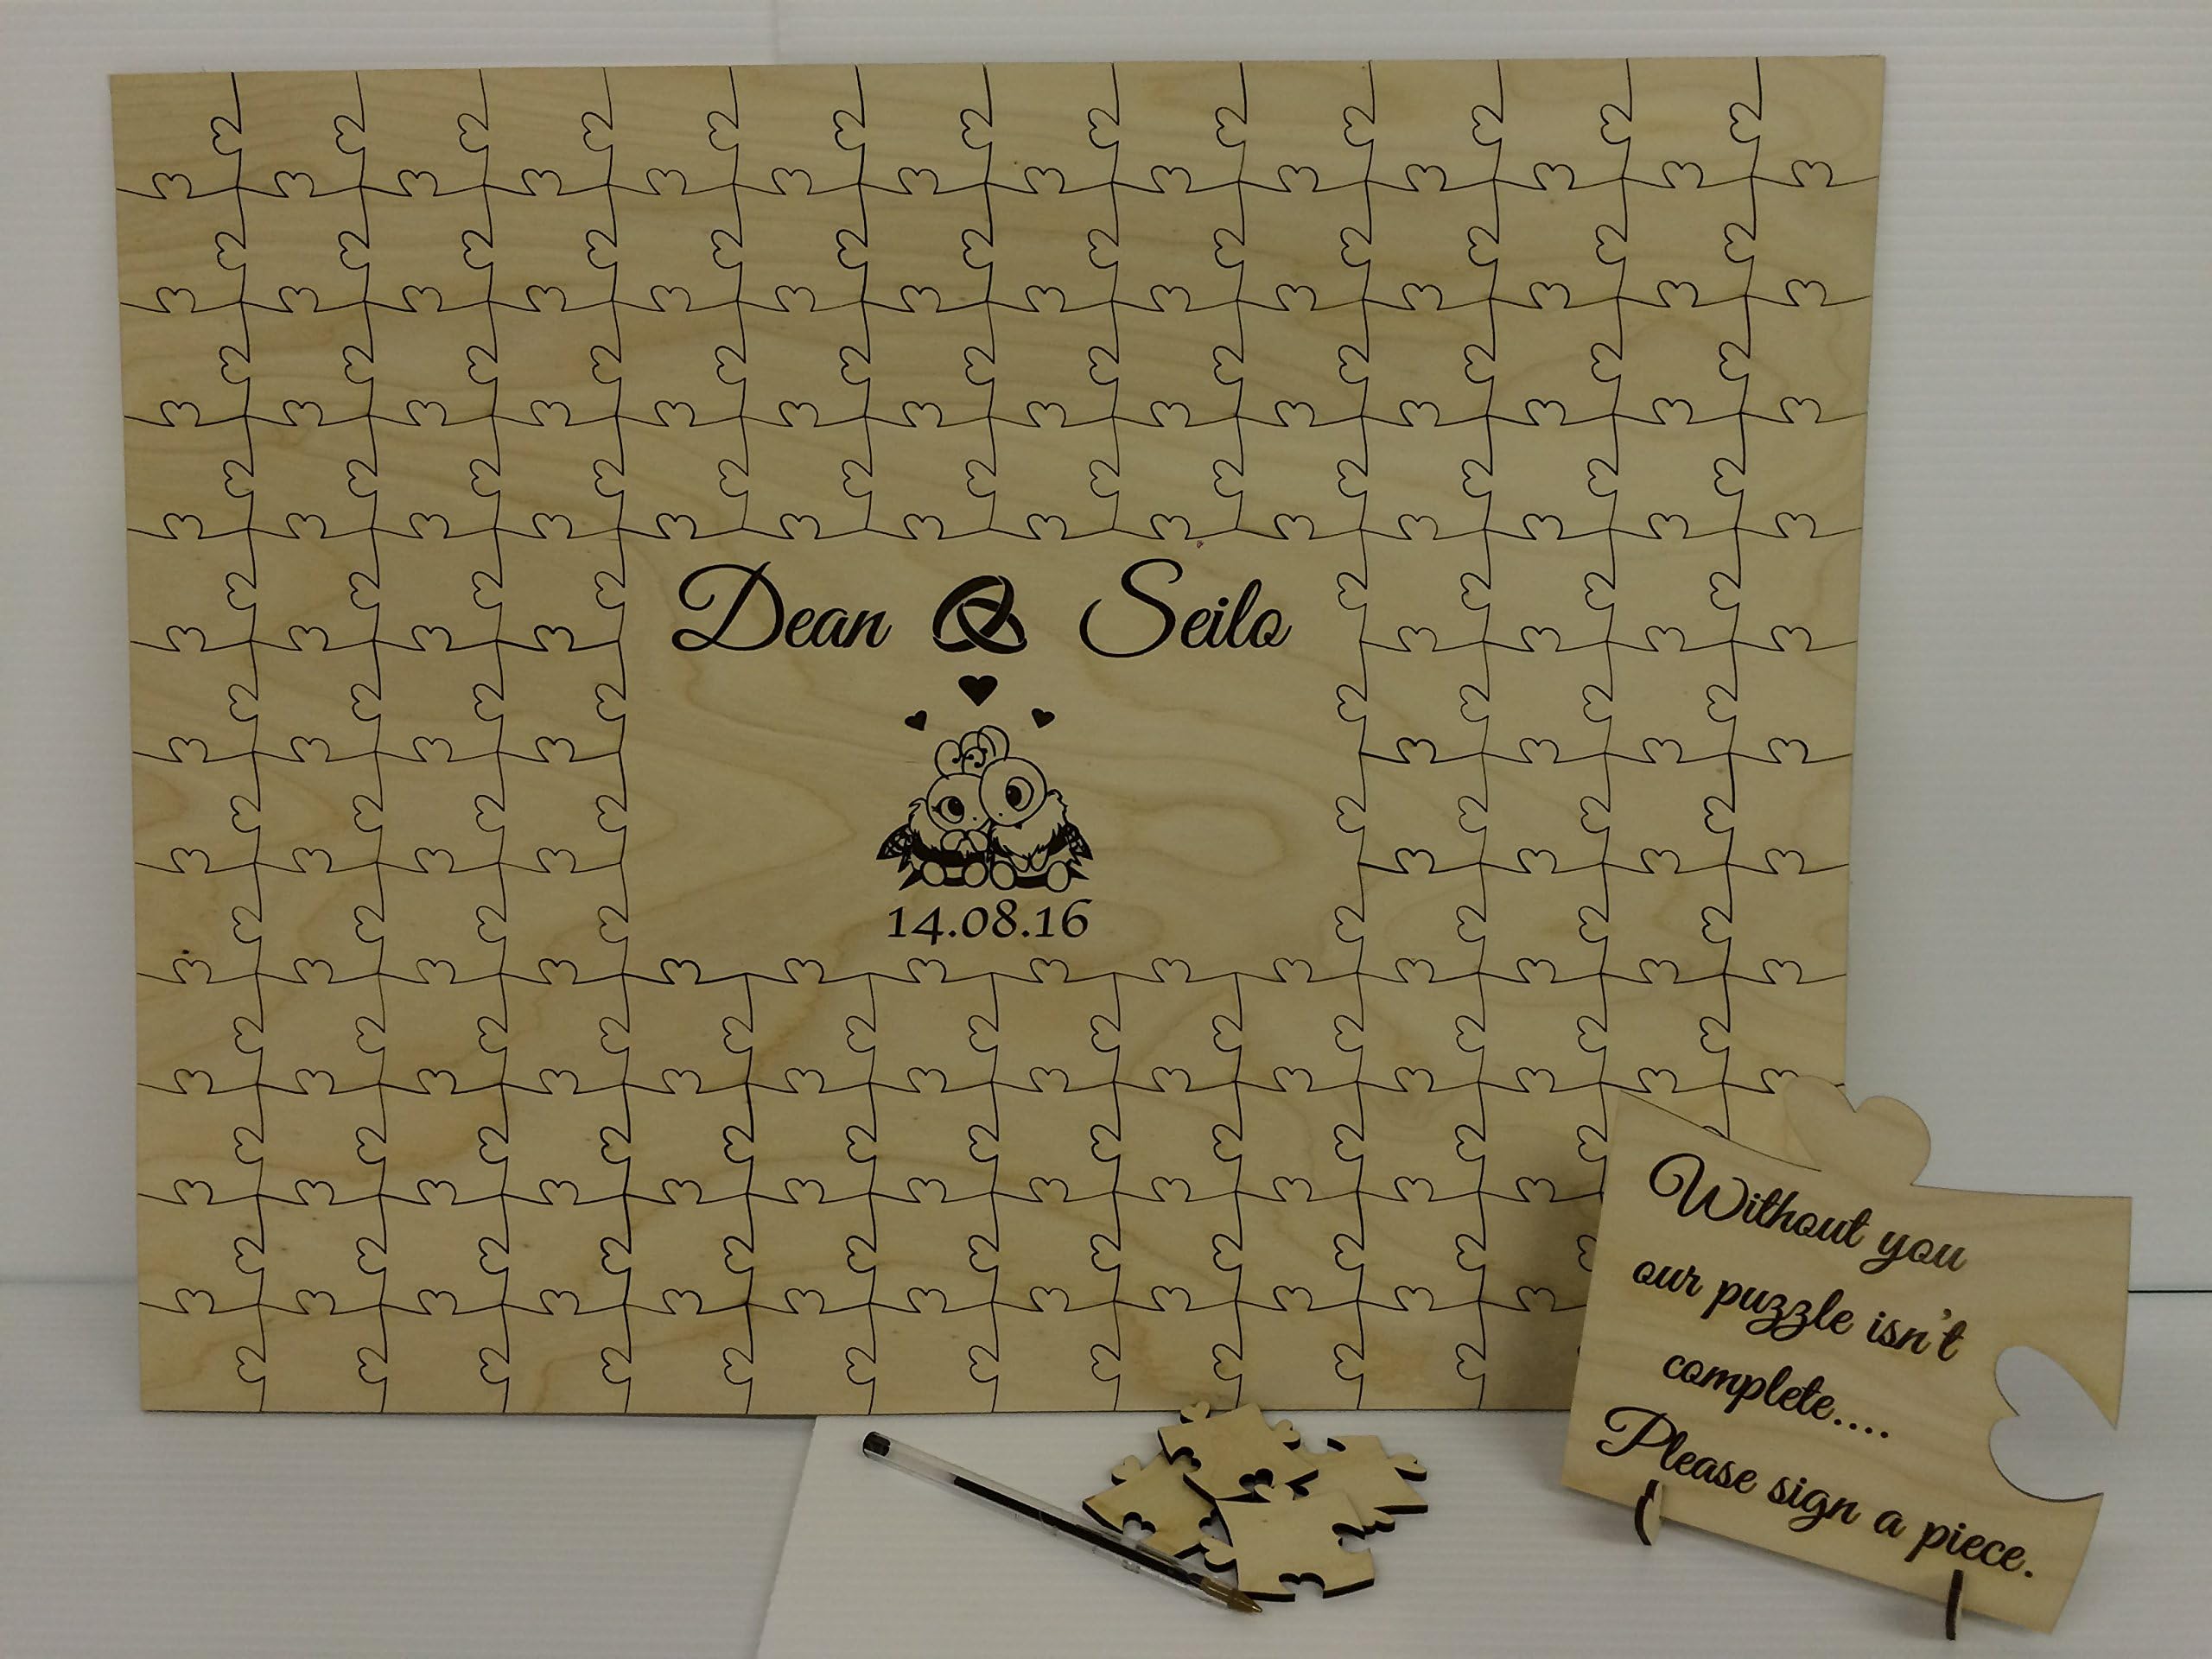 Dean Seilo
14.08.16
Without you
our puzzle isn't
complete....
Please sign a piece.